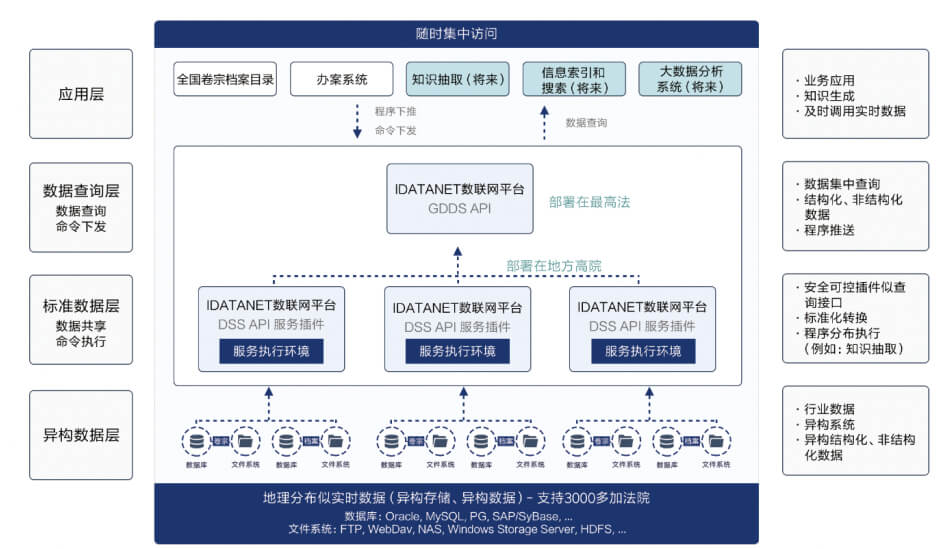 随时集中访问
应用层
全国卷宗档案目录
办案系统
知识抽取（将来）
信息索引和
搜索（将来）
大数据分析
系统（将来）
· 业务应用
· 知识生成
· 及时调用实时数据
程序下推
命令下发
数据查询
数据查询层
数据查询
命令下发
IDATANET数联网平台
GDDS API
部署在最高法
· 数据集中查询
· 结构化、非结构化
数据
· 程序推送
部署在地方高院
标准数据层
数据共享
命令执行
IDATANET数联网平台
DSS API 服务插件
服务执行环境
IDATANET数联网平台
DSS API 服务插件
服务执行环境
IDATANET数联网平台
DSS API 服务插件
服务执行环境
· 安全可控插件似查
询接口
· 标准化转换
· 程序分布执行
（例如：知识抽取）
异构数据层
卷宗
档案
卷宗
档案
卷宗
档案
数据库
文件系统
数据库
文件系统
数据库
文件系统
数据库
文件系统
数据库
文件系统
数据库
文件系统
· 行业数据
· 异构系统
· 异构结构化、非结构
化数据
地理分布似实时数据（异构存储、异构数据）- 支持3000多加法院
数据库：Oracle, MySQL, PG, SAP/SyBase, ...
文件系统：FTP, WebDav, NAS, Windows Storage Server, HDFS, ...